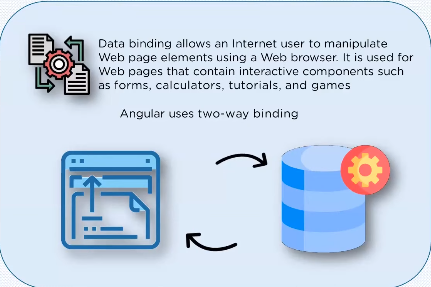 Data binding allows an Internet user to manipulate
Web page elements using a Web browser. It is used for
Web pages that contain interactive components such
as forms, calculators, tutorials, and games
Angular uses two-way binding